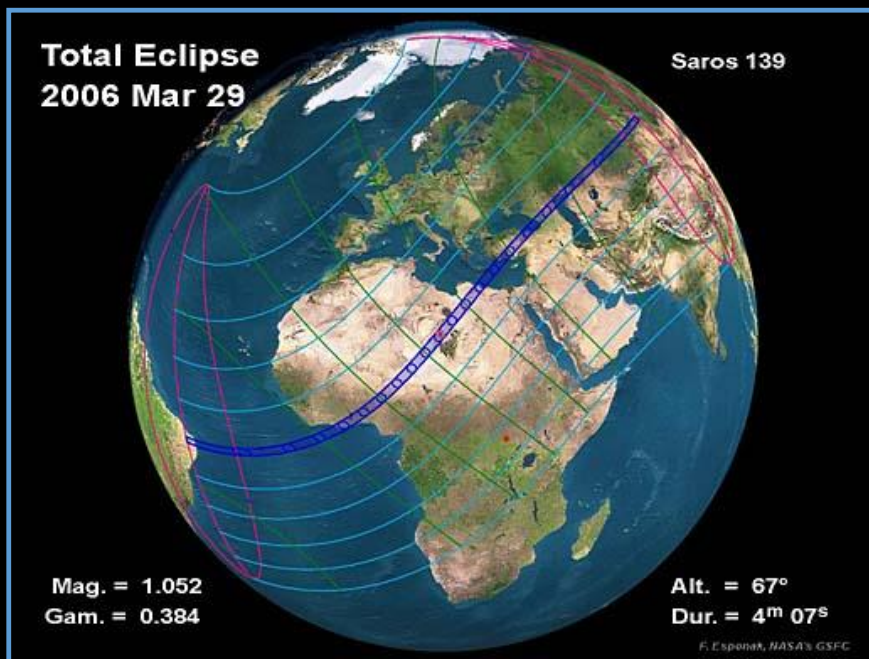 Total Eclipse
2006 Mar 29
Saros 139
Mag. = 1.052
Gam. = 0.384
Alt. = 67°
Dur. = 4ᵐ 07ˢ
F. Espenak, NASA's GSFC